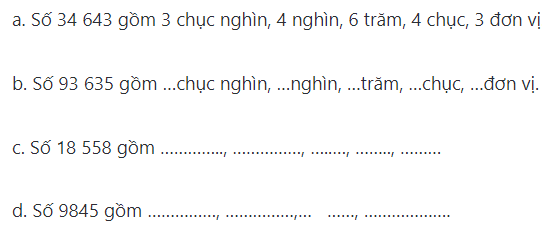 a. Số 34 643 gồm 3 chục nghìn, 4 nghìn, 6 trăm, 4 chục, 3 đơn vị
b. Số 93 635 gồm ...chục nghìn, ...nghìn, ...trăm, ...chục, ...đơn vị.
c. Số 18 558 gồm ............., ..............., ........, ........, .........
d. Số 9845 gồm ..............., ...............,... ......, ...................